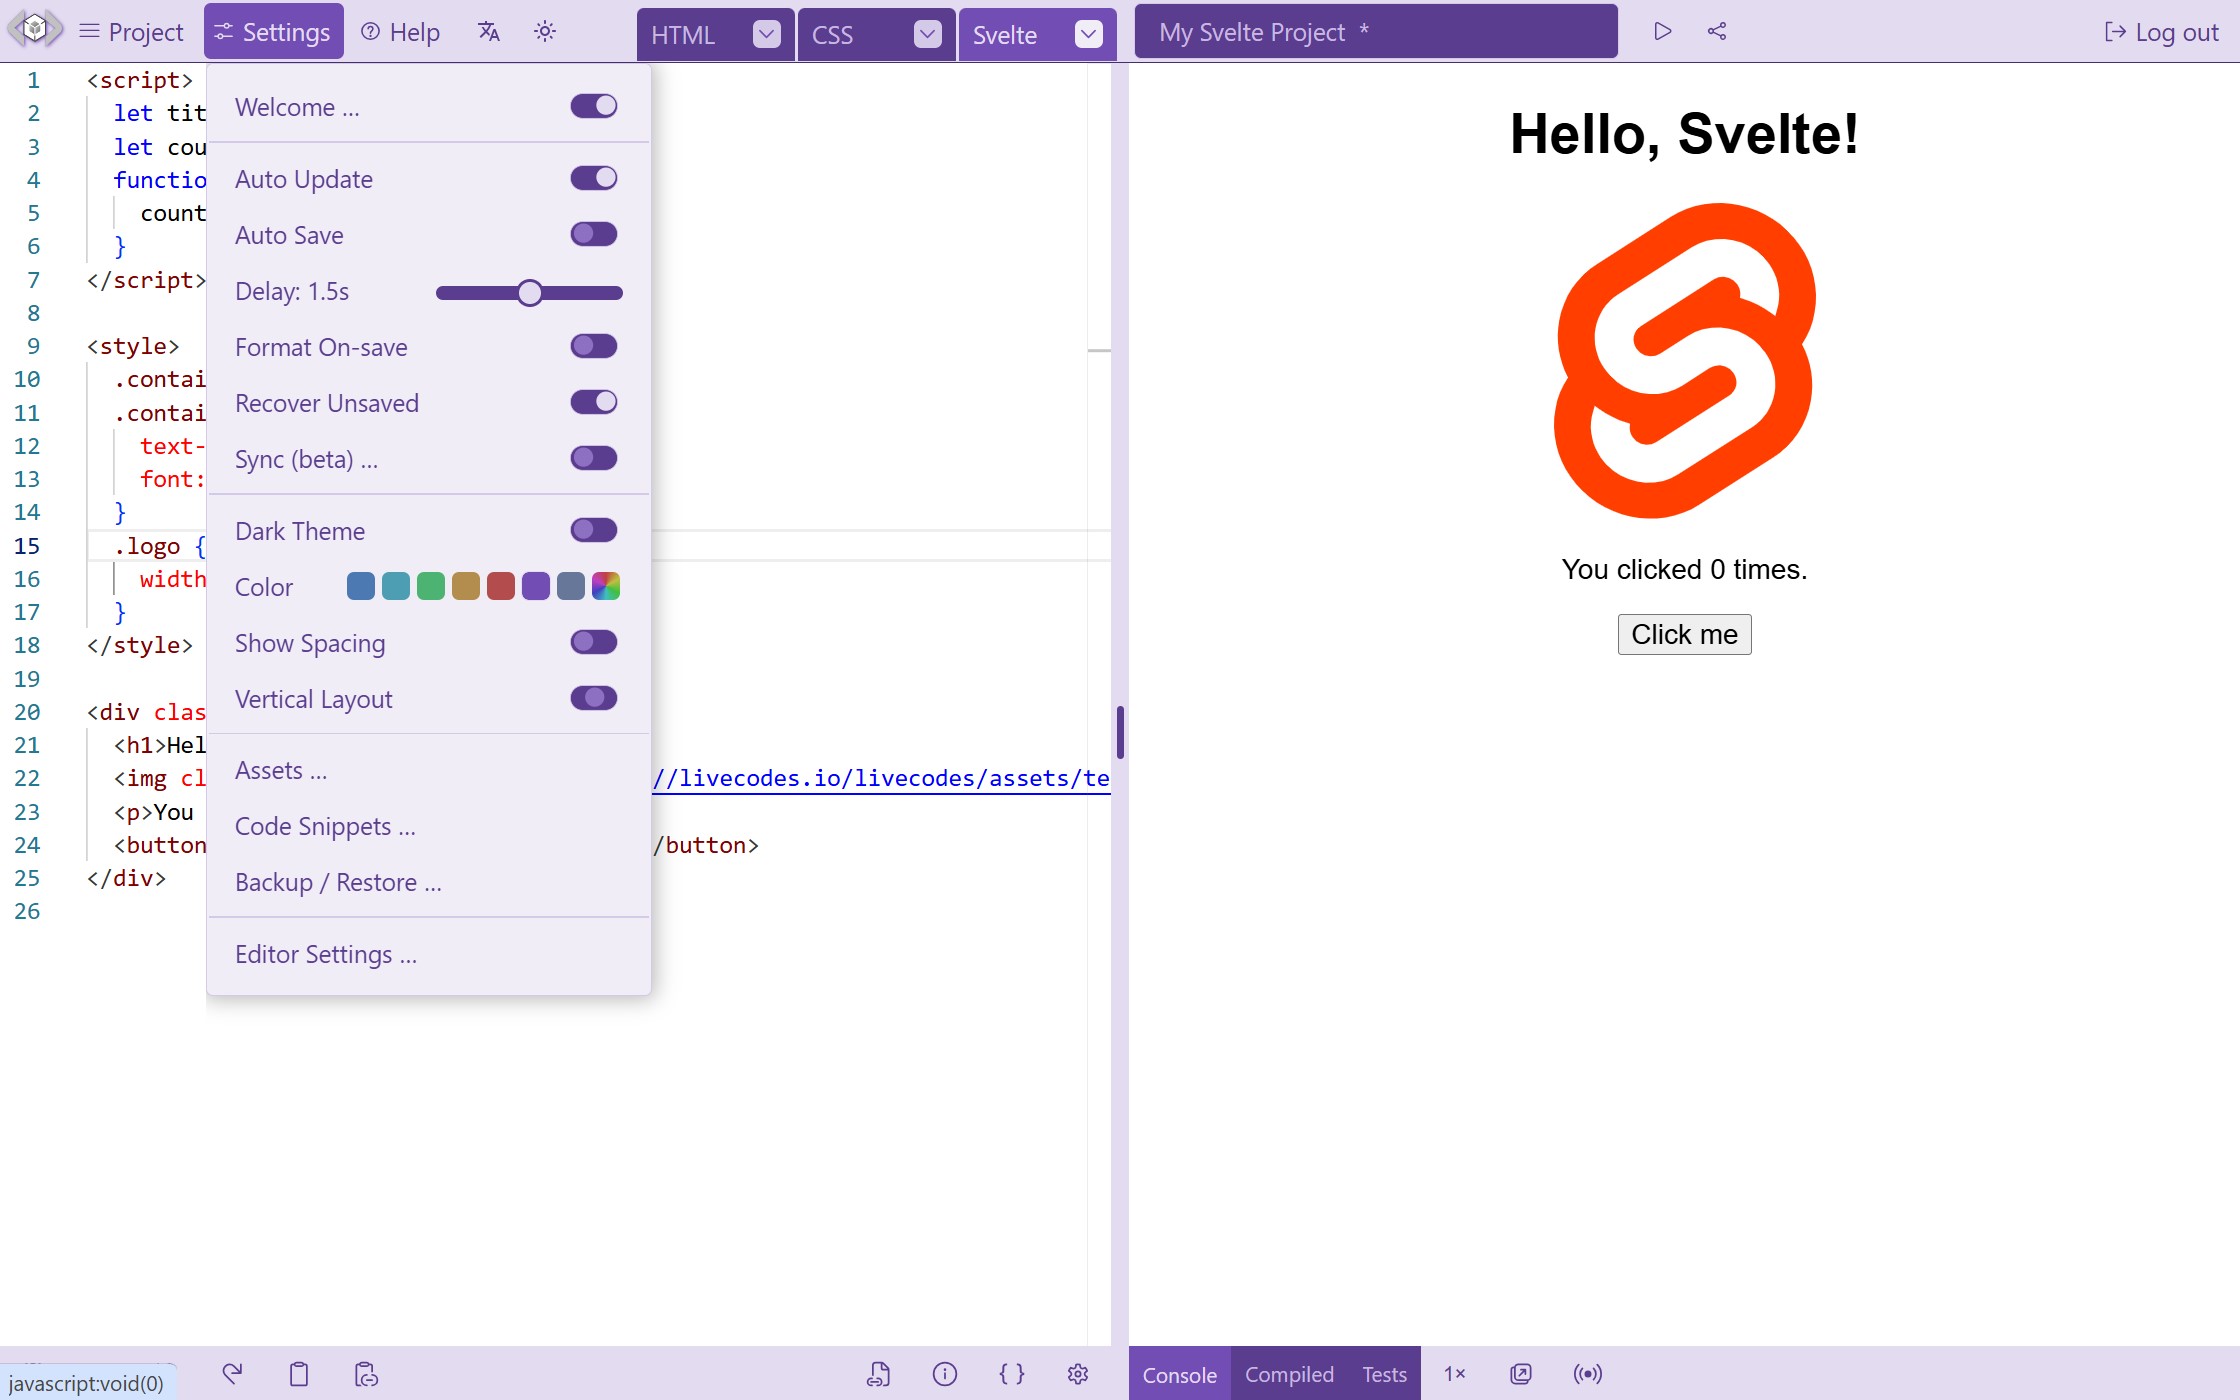 Project
Settings
Help
HTML
CSS
Svelte
My Svelte Project *
Log out
1 <script>
2 let tit
3 let cou
4 functio
5 count
6 }
7 </script>
8
9 <style>
10 .contai
11 .contai
12 text-
13 font:
14 }
15 .logo {
16 width
17 }
18 </style>
19
20 <div clas
21 <h1>Hel
22 <img cl //livecodes.io/livecodes/assets/te
23 <p>You
24 <button /button>
25 </div>
26
Welcome ...
Auto Update
Auto Save
Delay: 1.5s
Format On-save
Recover Unsaved
Sync (beta) ...
Dark Theme
Color
Show Spacing
Vertical Layout
Assets ...
Code Snippets ...
Backup / Restore ...
Editor Settings ...
Hello, Svelte!
You clicked 0 times.
Click me
javascript:void(0)
Console
Compiled
Tests
1×